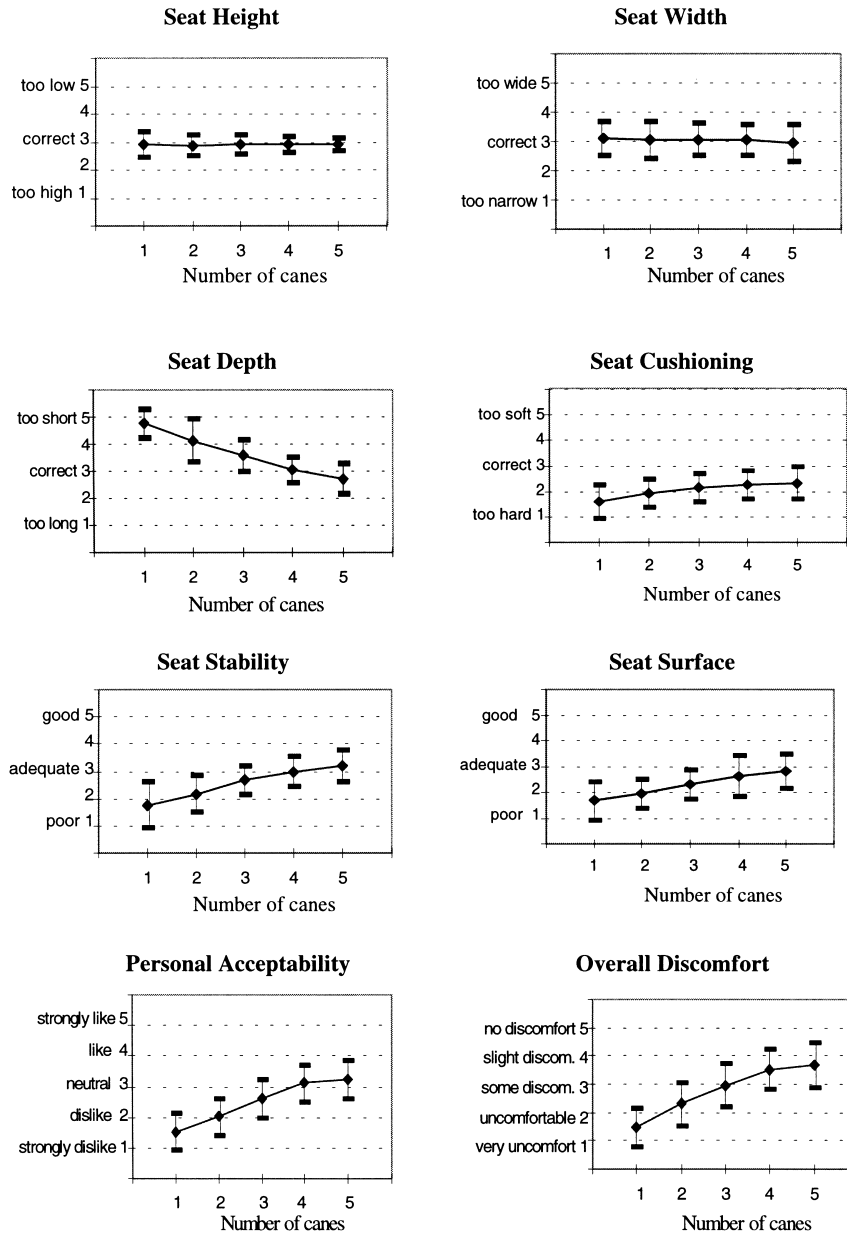 Seat Height
too low 5
4
correct 3
2
too high 1
1 2 3 4 5
Number of canes
Seat Width
too wide 5
4
correct 3
2
too narrow 1
1 2 3 4 5
Number of canes
Seat Depth
too short 5
4
correct 3
2
too long 1
1 2 3 4 5
Number of canes
Seat Cushioning
too soft 5
4
correct 3
2
too hard 1
1 2 3 4 5
Number of canes
Seat Stability
good 5
4
adequate 3
2
poor 1
1 2 3 4 5
Number of canes
Seat Surface
good 5
4
adequate 3
2
poor 1
1 2 3 4 5
Number of canes
Personal Acceptability
strongly like 5
like 4
neutral 3
dislike 2
strongly dislike 1
1 2 3 4 5
Number of canes
Overall Discomfort
no discomfort 5
slight discom. 4
some discom. 3
uncomfortable 2
very uncomfort 1
1 2 3 4 5
Number of canes